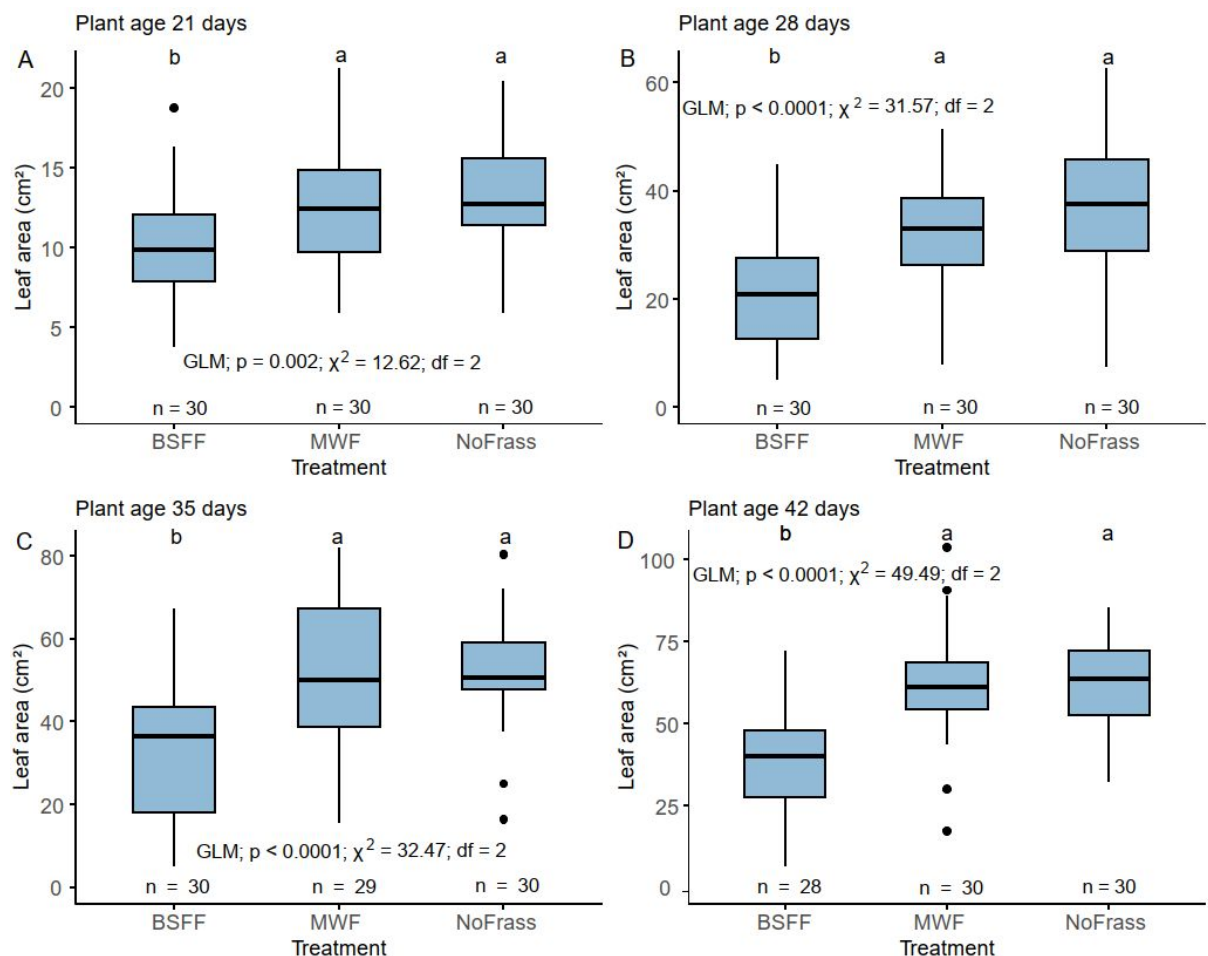 Plant age 21 days
A
b a a
20
15
10
5
0
Leaf area (cm²)
GLM; p = 0.002; χ² = 12.62; df = 2
n = 30 n = 30 n = 30
BSFF MWF NoFrass
Treatment
Plant age 28 days
B
b a a
60
40
20
0
Leaf area (cm²)
GLM; p < 0.0001; χ² = 31.57; df = 2
n = 30 n = 30 n = 30
BSFF MWF NoFrass
Treatment
Plant age 35 days
C
b a a
80
60
40
20
0
Leaf area (cm²)
GLM; p < 0.0001; χ² = 32.47; df = 2
n = 30 n = 29 n = 30
BSFF MWF NoFrass
Treatment
Plant age 42 days
D
b a a
100
75
50
25
0
Leaf area (cm²)
GLM; p < 0.0001; χ² = 49.49; df = 2
n = 28 n = 30 n = 30
BSFF MWF NoFrass
Treatment